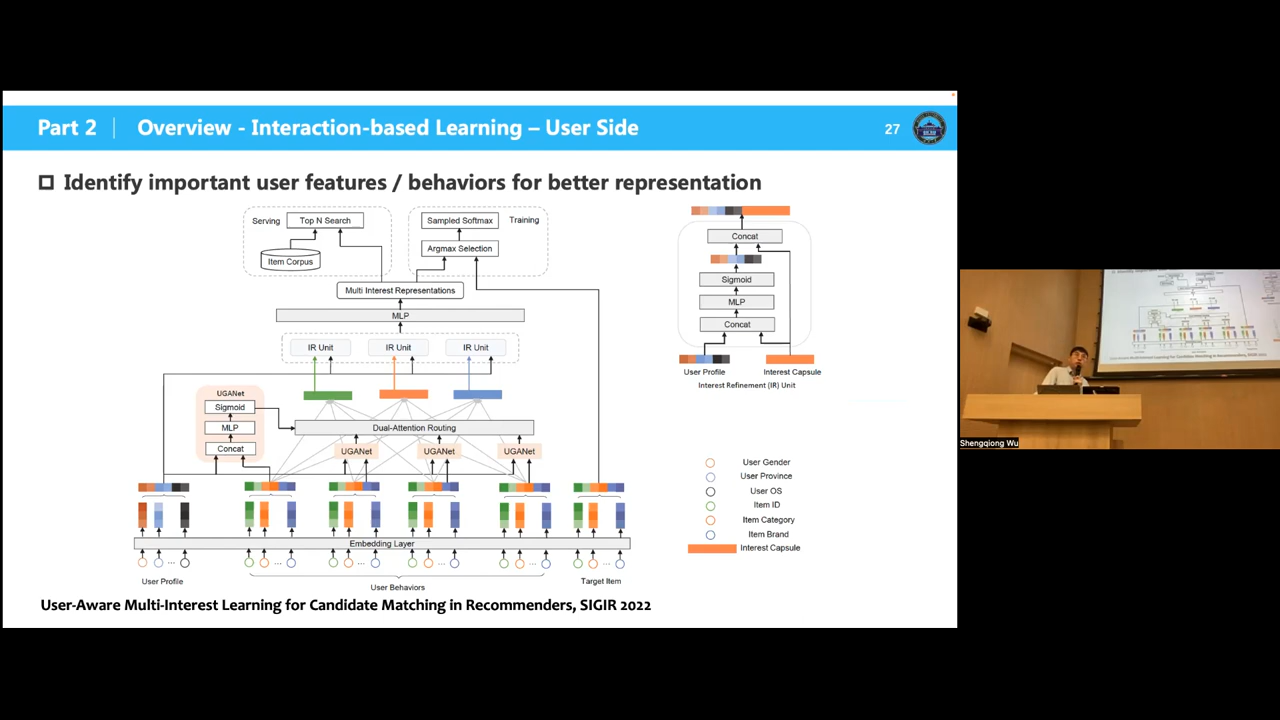 Part 2
Overview - Interaction-based Learning – User Side
27
Identify important user features / behaviors for better representation
Serving
Top N Search
Item Corpus
Sampled Softmax
Training
Argmax Selection
Multi Interest Representations
MLP
IR Unit
IR Unit
IR Unit
UGANet
Sigmoid
MLP
Concat
Dual-Attention Routing
UGANet
UGANet
UGANet
Embedding Layer
User Profile
User Behaviors
Target Item
Concat
Sigmoid
MLP
Concat
User Profile
Interest Capsule
Interest Refinement (IR) Unit
User Gender
User Province
User OS
Item ID
Item Category
Item Brand
Interest Capsule
User-Aware Multi-Interest Learning for Candidate Matching in Recommenders, SIGIR 2022
Shengqiong Wu